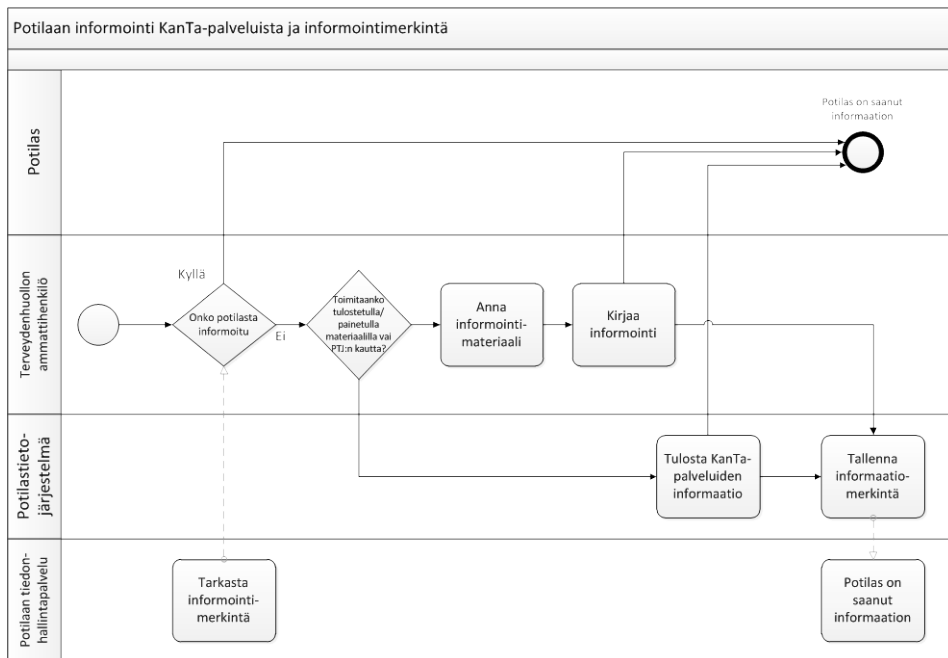 Potilaan informointi KanTa-palveluista ja informointimerkintä
Potilas
Potilas on saanut
informaation
Terveydenhuollon
ammattihenkilö
Kyllä
Onko potilasta
informoitu
Ei
Toimitaanko
tulostetulla/
painetulla
materiaalilla vai
PTJ:n kautta?
Anna
informointi-
materiaali
Kirjaa
informointi
Potilastieto-
järjestelmä
Tulosta KanTa-
palveluiden
informaatio
Tallenna
informaatio-
merkintä
Potilaan tiedon-
hallintapalvelu
Tarkasta
informointi-
merkintä
Potilas on
saanut
informaation